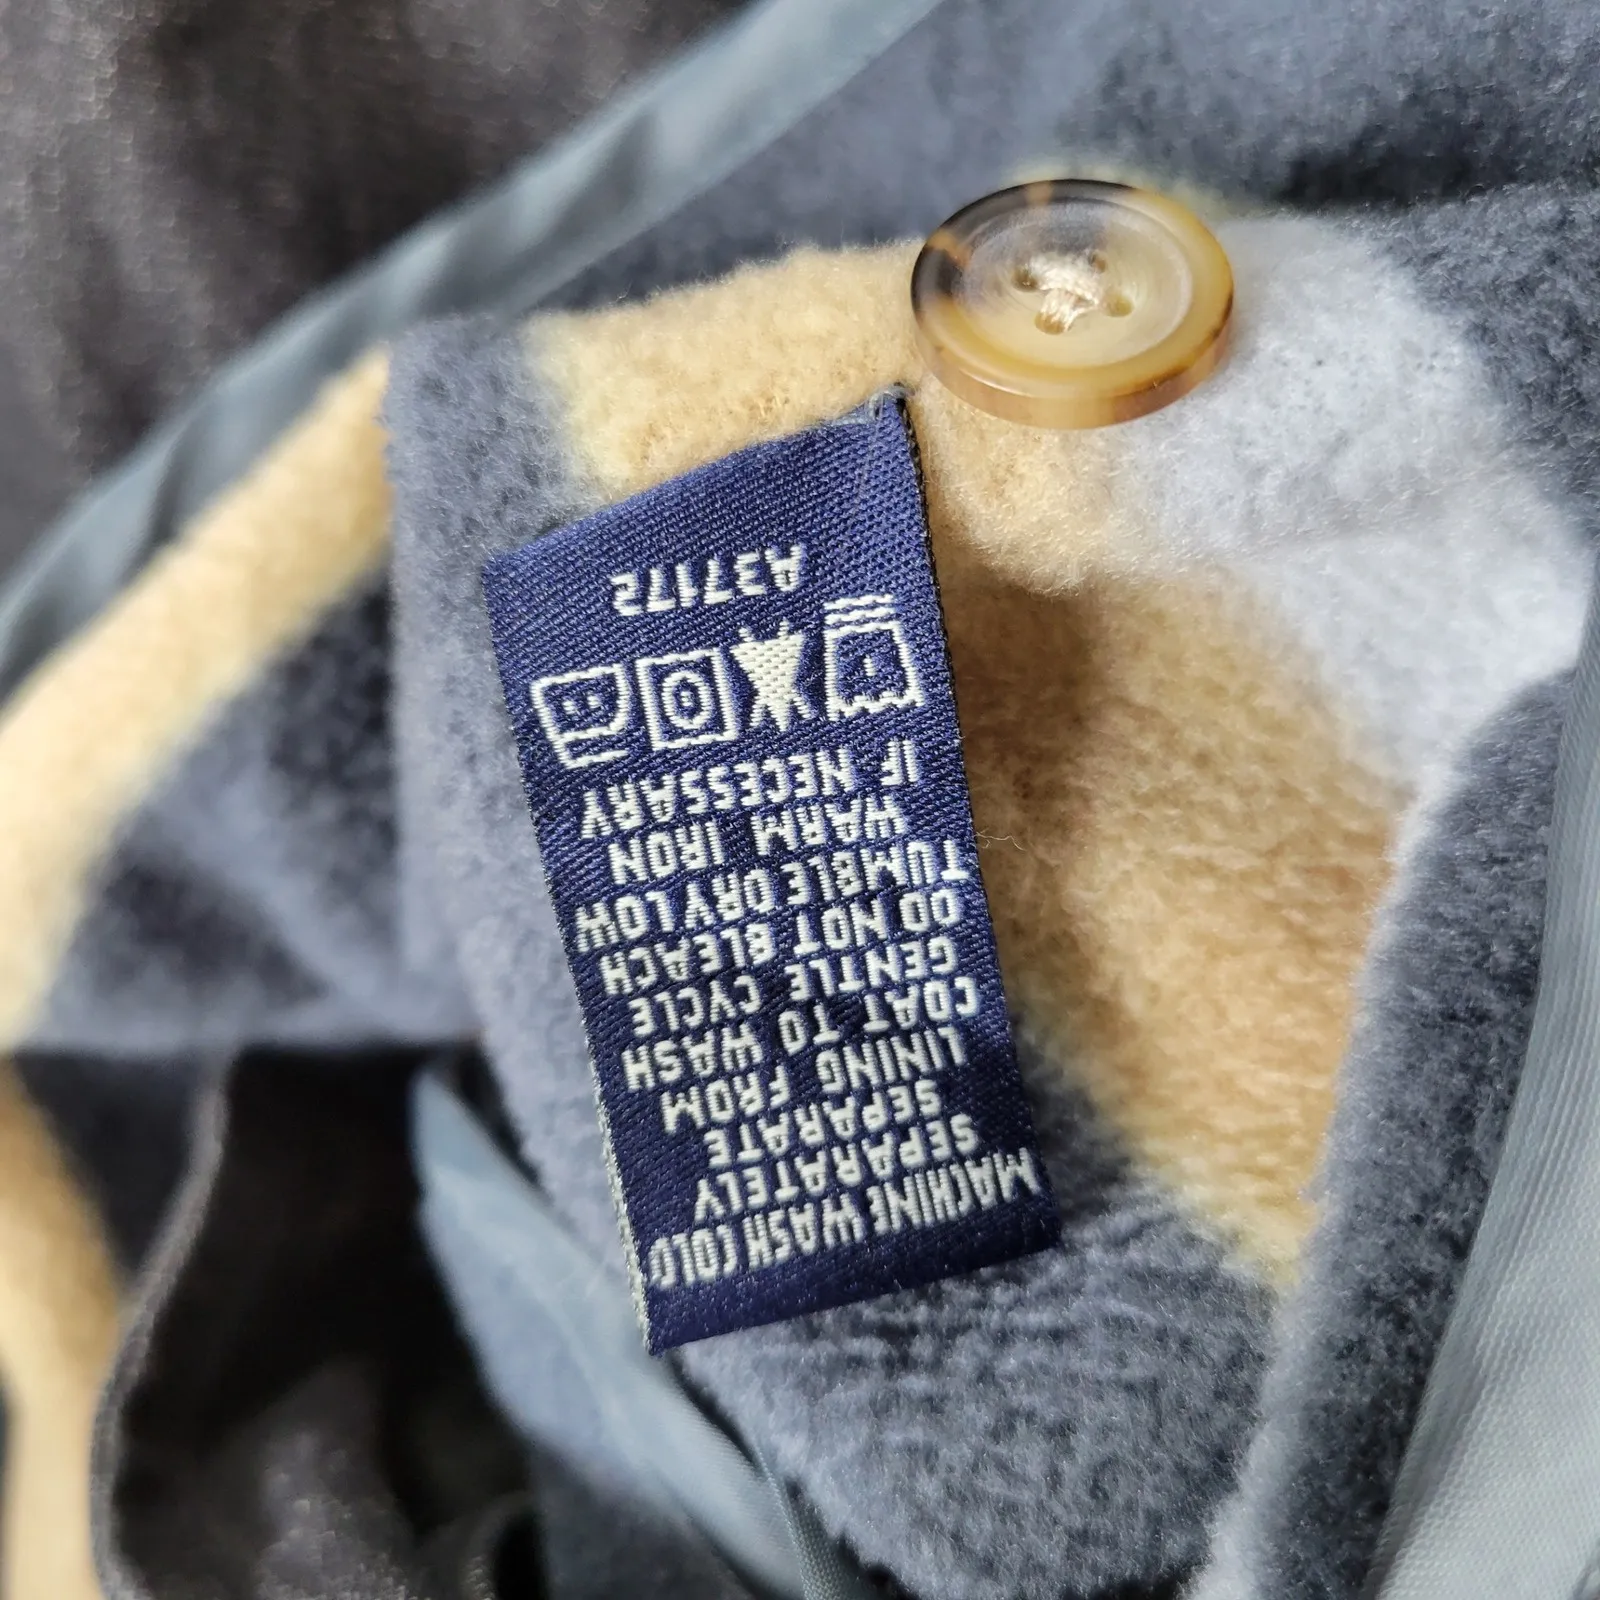 MACHINE WASH COLD
SEPARATELY
SEPARATE
LINING FROM
COAT TO WASH
GENTLE CYCLE
DO NOT BLEACH
TUMBLE DRY LOW
WARM IRON
IF NECESSARY
A37172